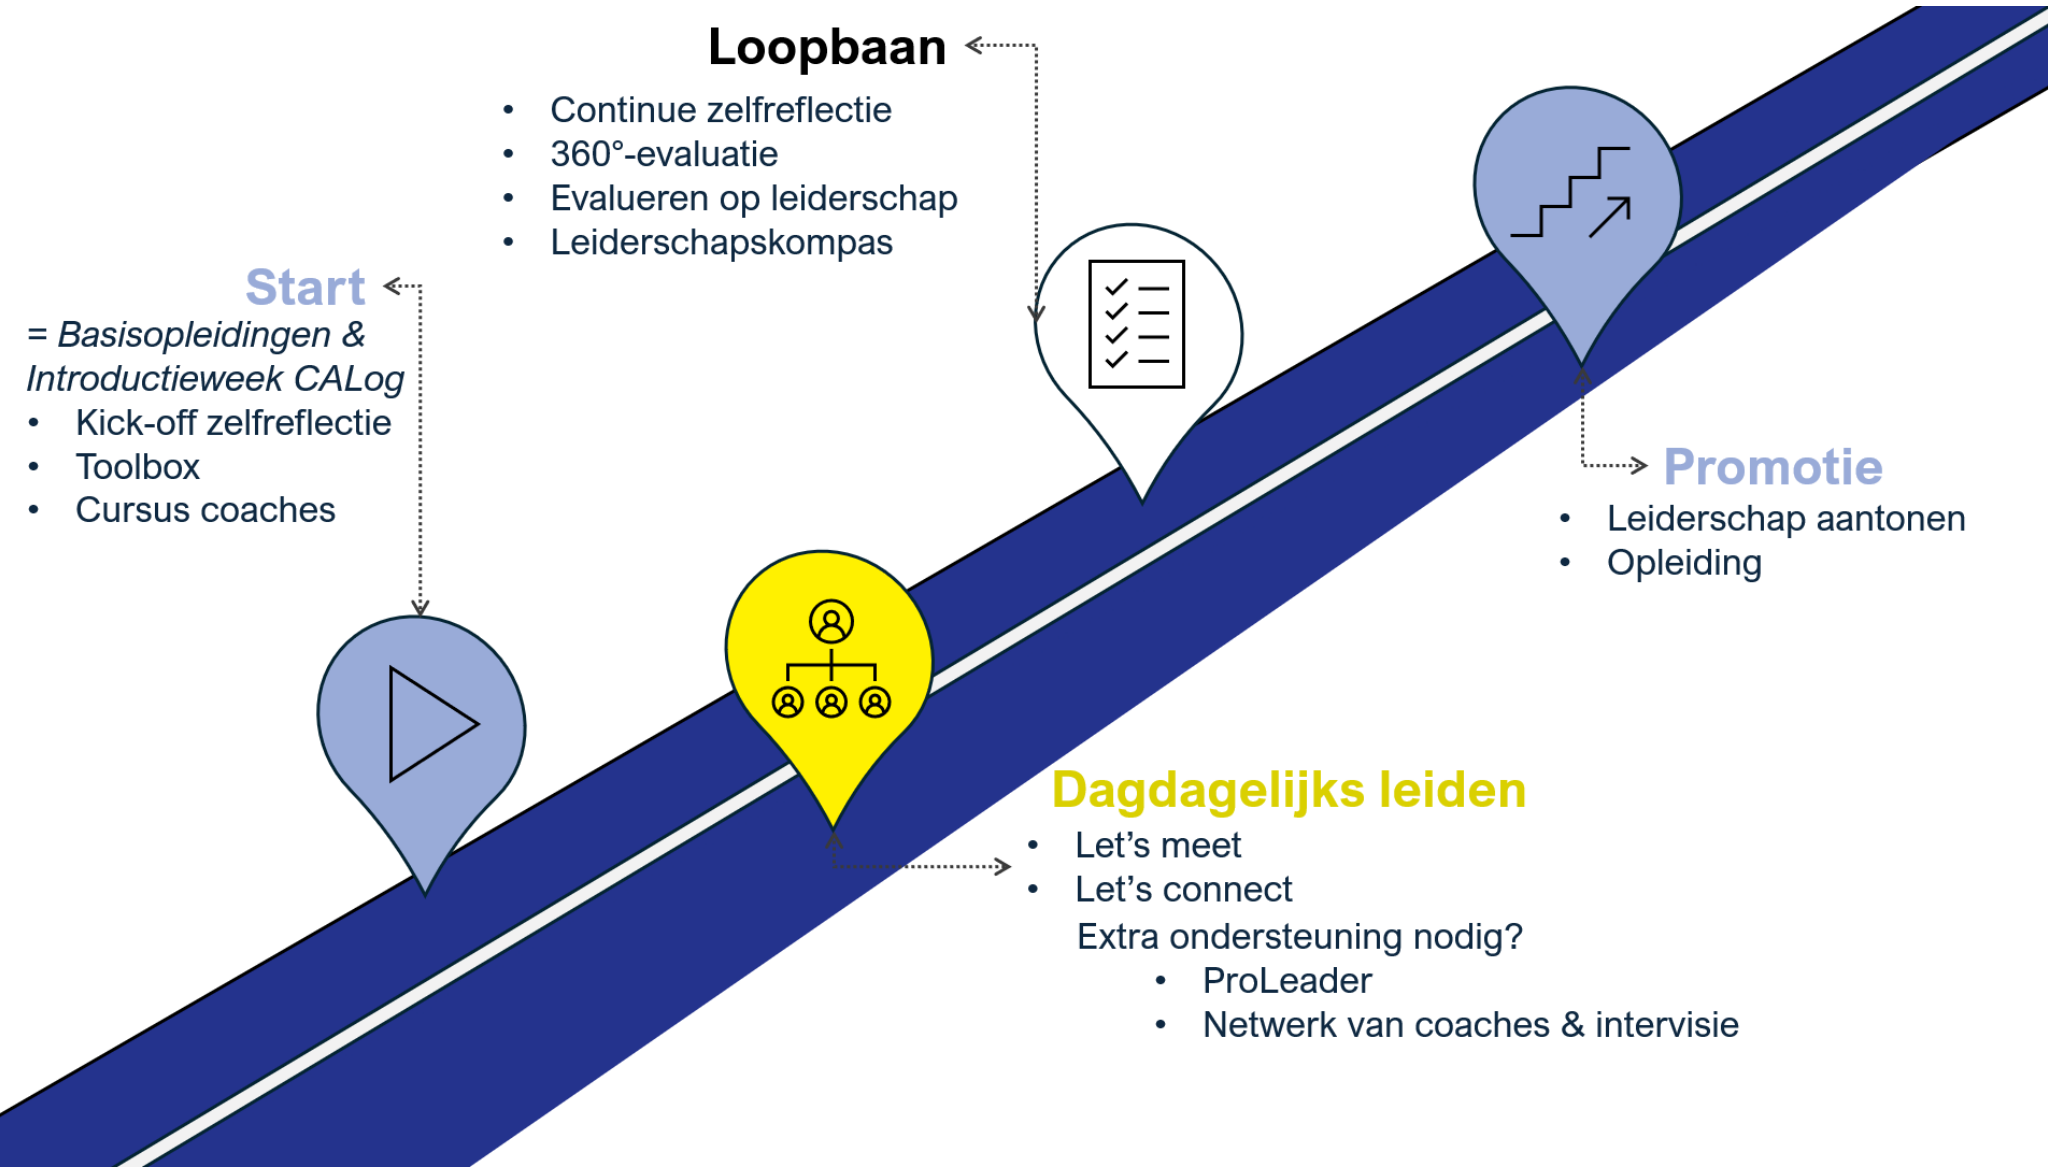 Loopbaan
• Continue zelfreflectie
• 360°-evaluatie
• Evalueren op leiderschap
• Leiderschapskompas
Start
= Basisopleidingen &
Introductieweek CALog
• Kick-off zelfreflectie
• Toolbox
• Cursus coaches
Promotie
• Leiderschap aantonen
• Opleiding
Dagdagelijks leiden
• Let’s meet
• Let’s connect
Extra ondersteuning nodig?
• ProLeader
• Netwerk van coaches & intervisie